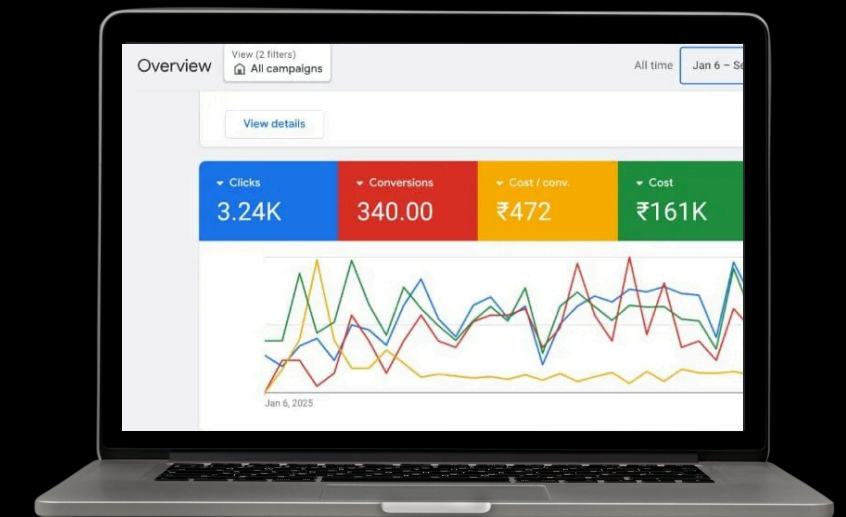 Overview
View (2 filters)
All campaigns
All time
Jan 6 – Se
View details
Clicks
3.24K
Conversions
340.00
Cost / conv.
₹472
Cost
₹161K
Jan 6, 2025